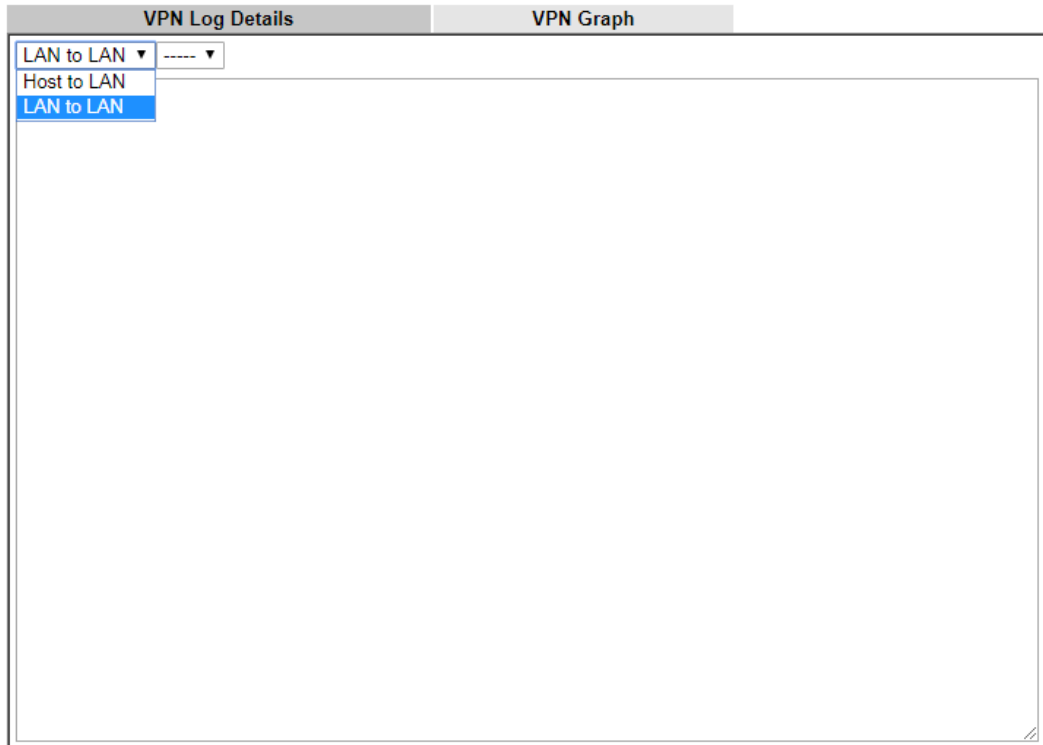 VPN Log Details VPN Graph
LAN to LAN -----
Host to LAN
LAN to LAN